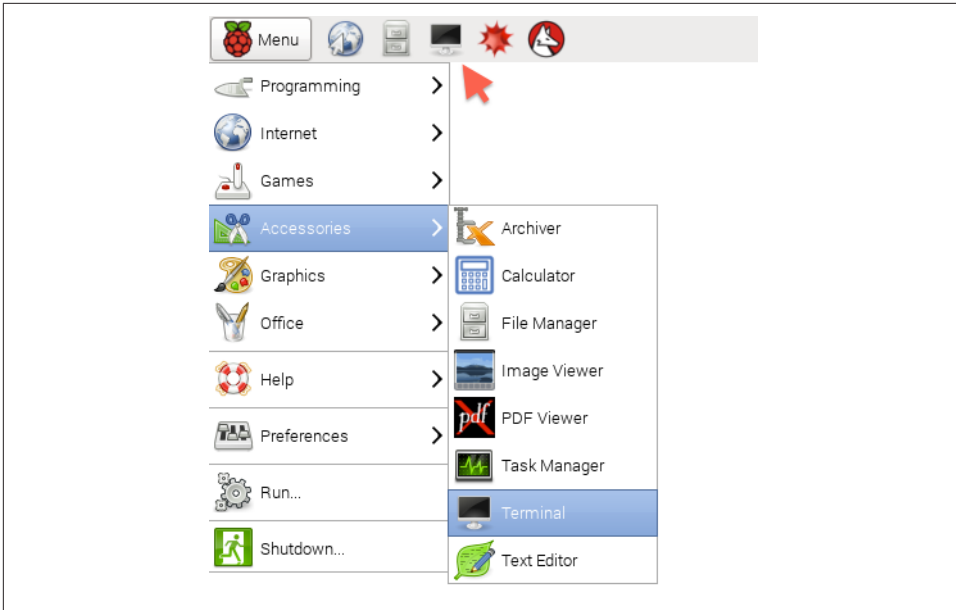 Menu
Programming
Internet
Games
Accessories
Graphics
Office
Help
Preferences
Run...
Shutdown...
Archiver
Calculator
File Manager
Image Viewer
pdf
PDF Viewer
Task Manager
Terminal
Text Editor